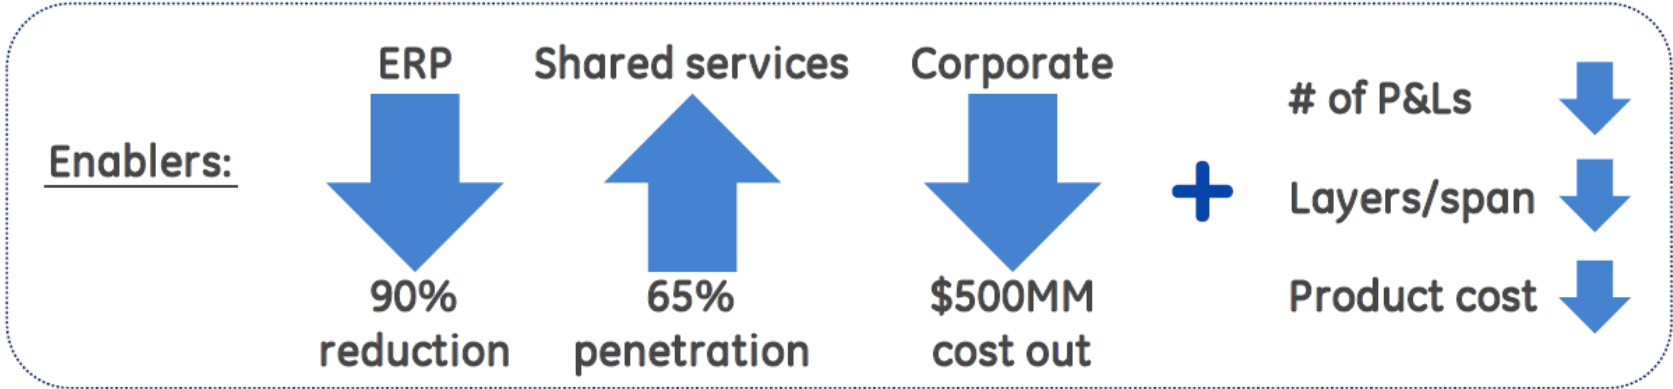 Enablers:
ERP
90%
reduction
Shared services
65%
penetration
Corporate
$500MM
cost out
+
# of P&Ls
Layers/span
Product cost